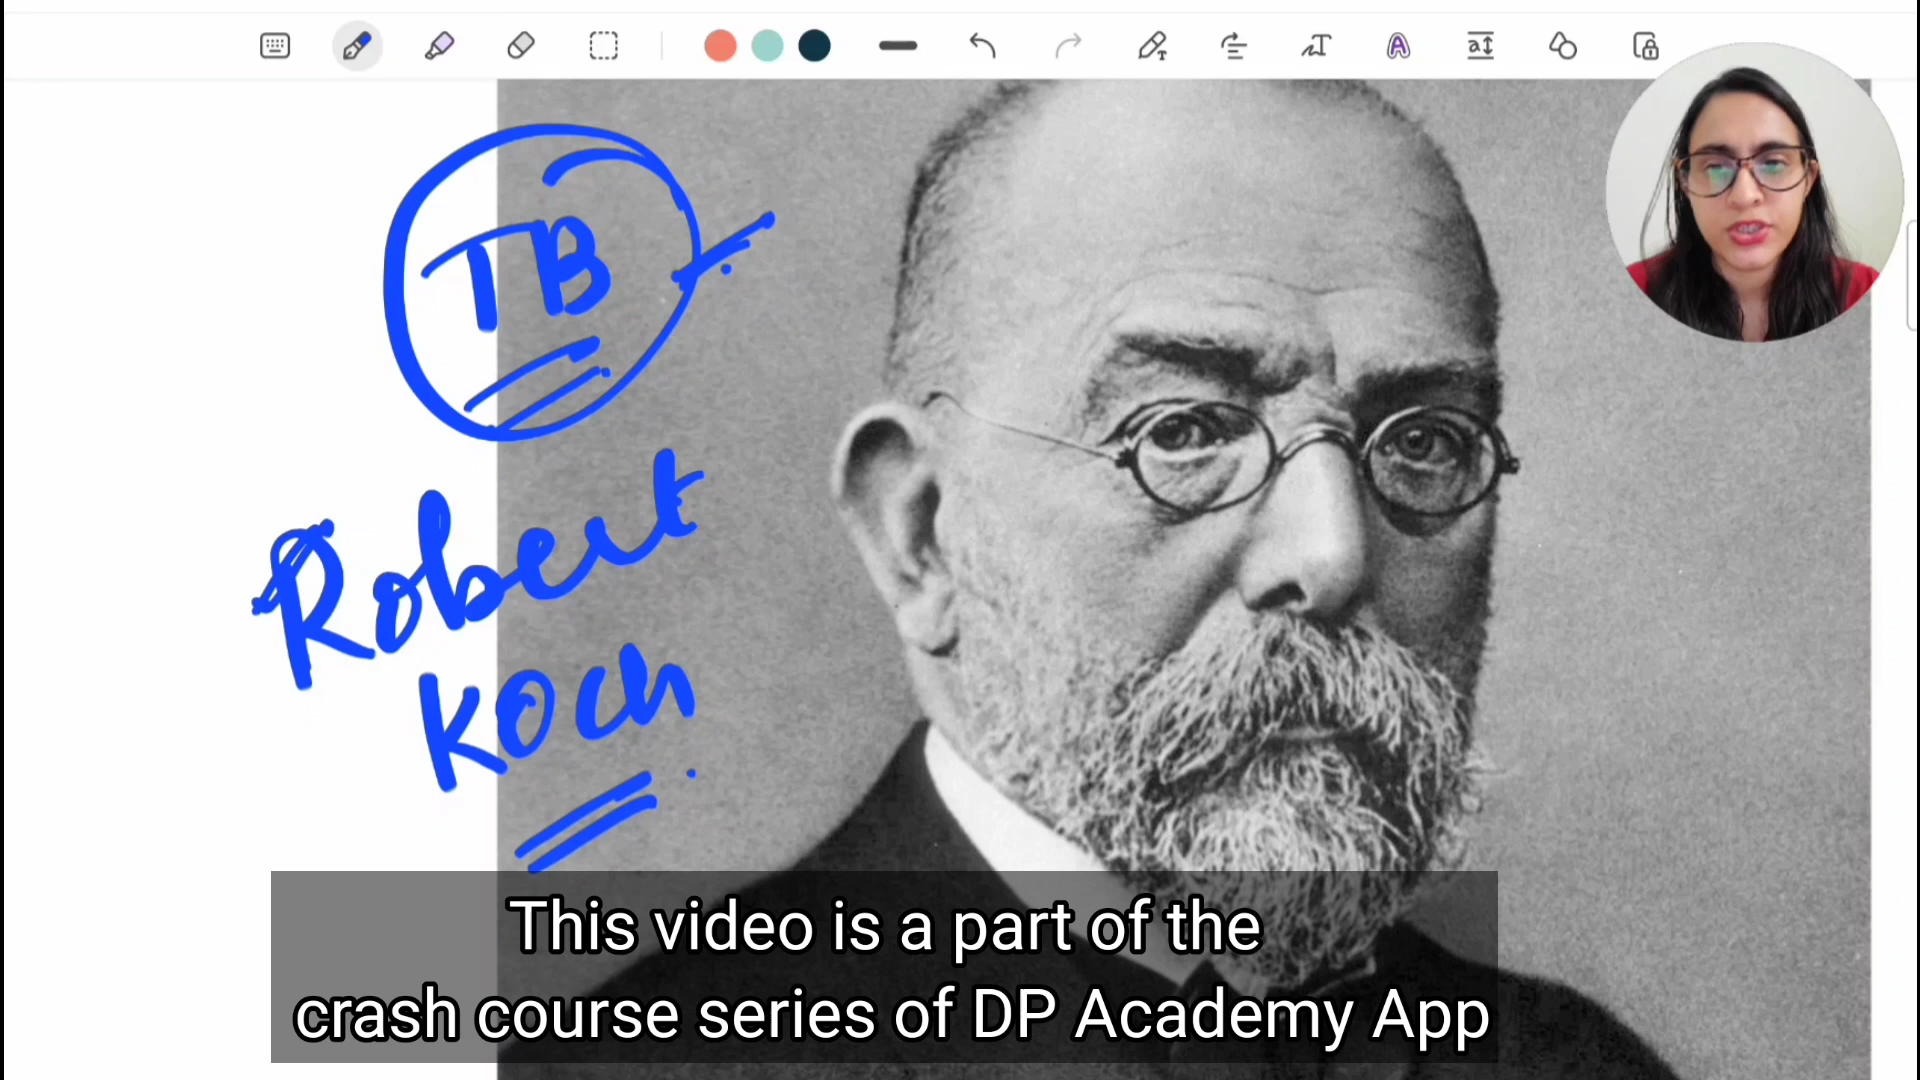 TB
Robert
Koch
This video is a part of the
crash course series of DP Academy App